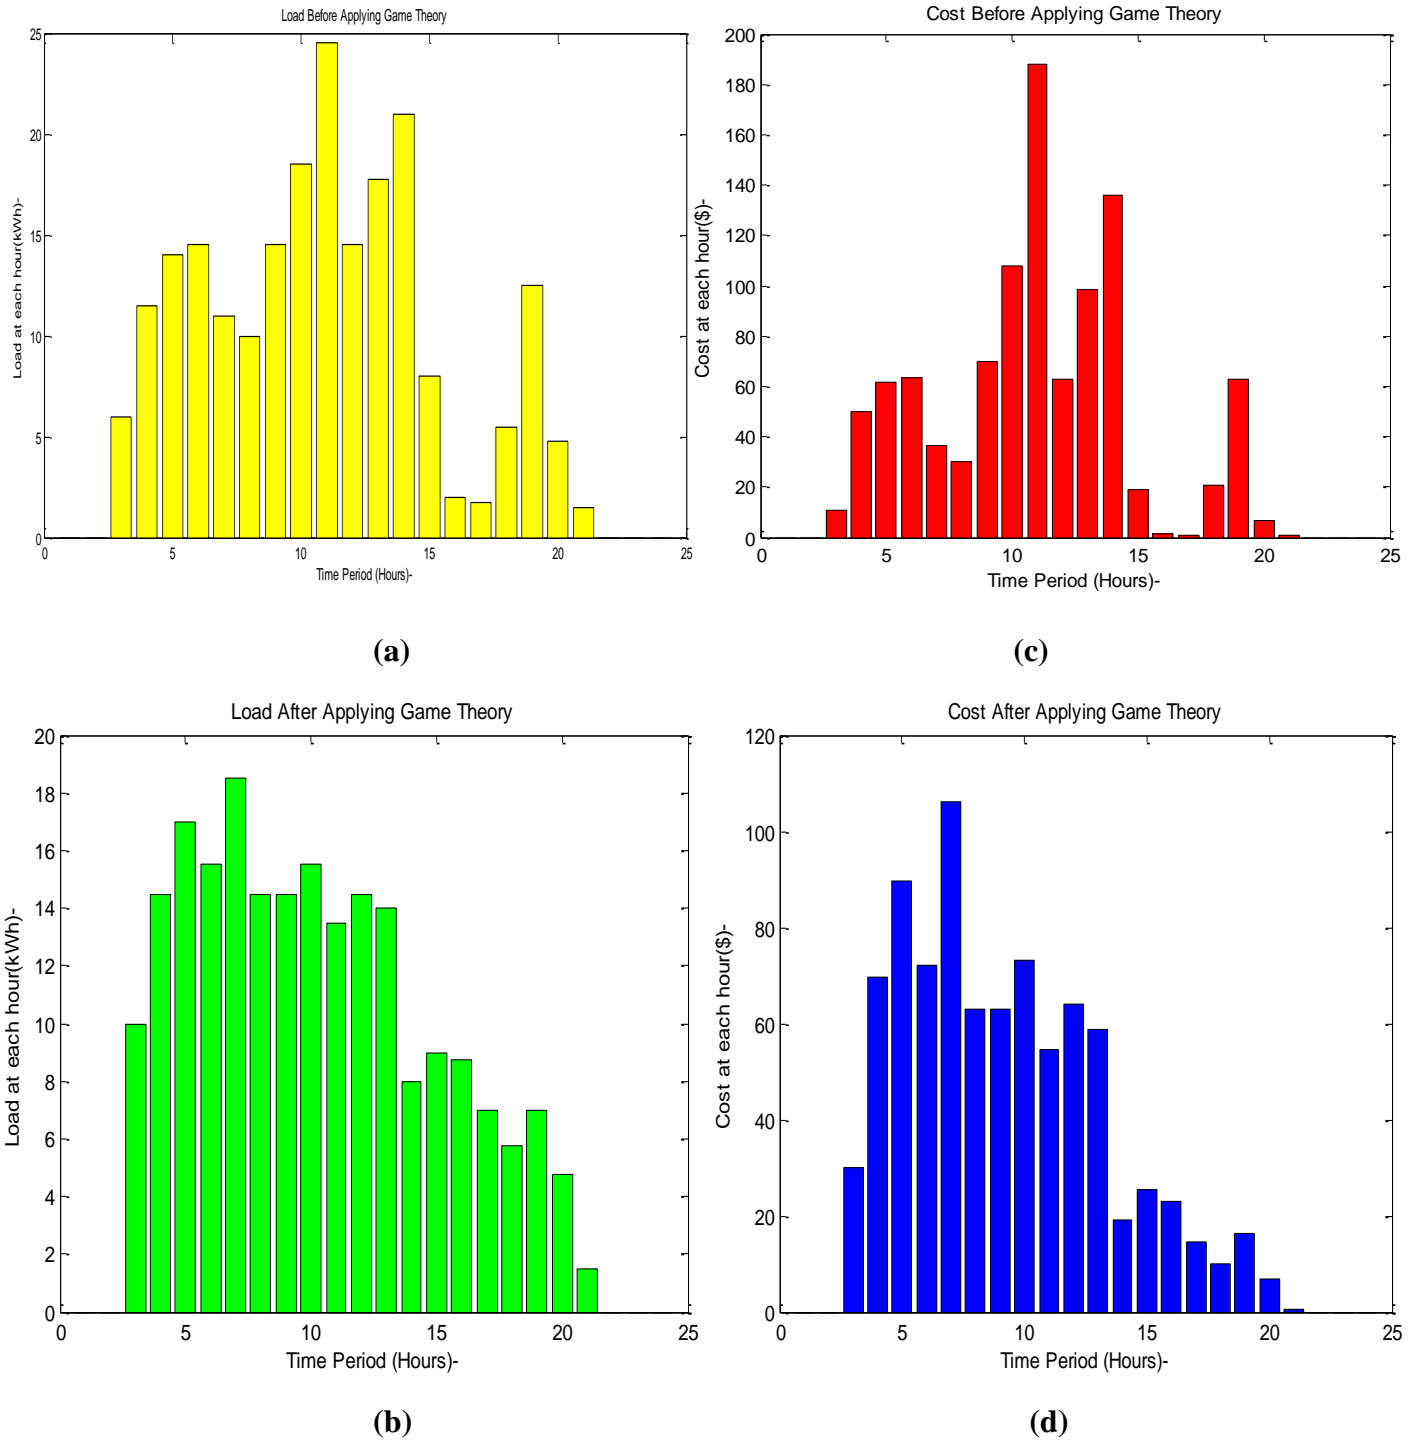 Load Before Applying Game Theory
25
20
15
10
5
0
0 5 10 15 20 25
Load at each hour(kWh)-
Time Period (Hours)-
(a)
Cost Before Applying Game Theory
200
180
160
140
120
100
80
60
40
20
0
0 5 10 15 20 25
Cost at each hour($)-
Time Period (Hours)-
(c)
Load After Applying Game Theory
20
18
16
14
12
10
8
6
4
2
0
0 5 10 15 20 25
Load at each hour(kWh)-
Time Period (Hours)-
(b)
Cost After Applying Game Theory
120
100
80
60
40
20
0
0 5 10 15 20 25
Cost at each hour($)-
Time Period (Hours)-
(d)